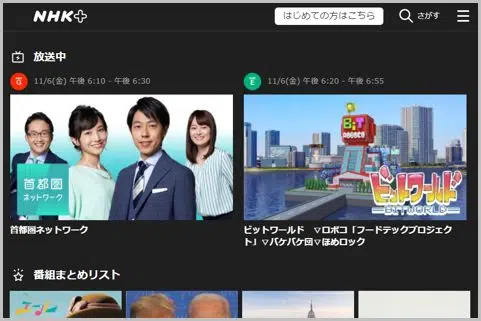 NHK+
はじめての方はこちら
さがす
放送中
G
11/6(金) 午後 6:10 - 午後 6:30
E
11/6(金) 午後 6:20 - 午後 6:55
首都圏
ネットワーク
BiT
ビットワールド
BITWORLD
首都圏ネットワーク
ビットワールド ▽ロボコ「フードテックプロジェク
ト」▽バケバケ団▽ほめロック
番組まとめリスト